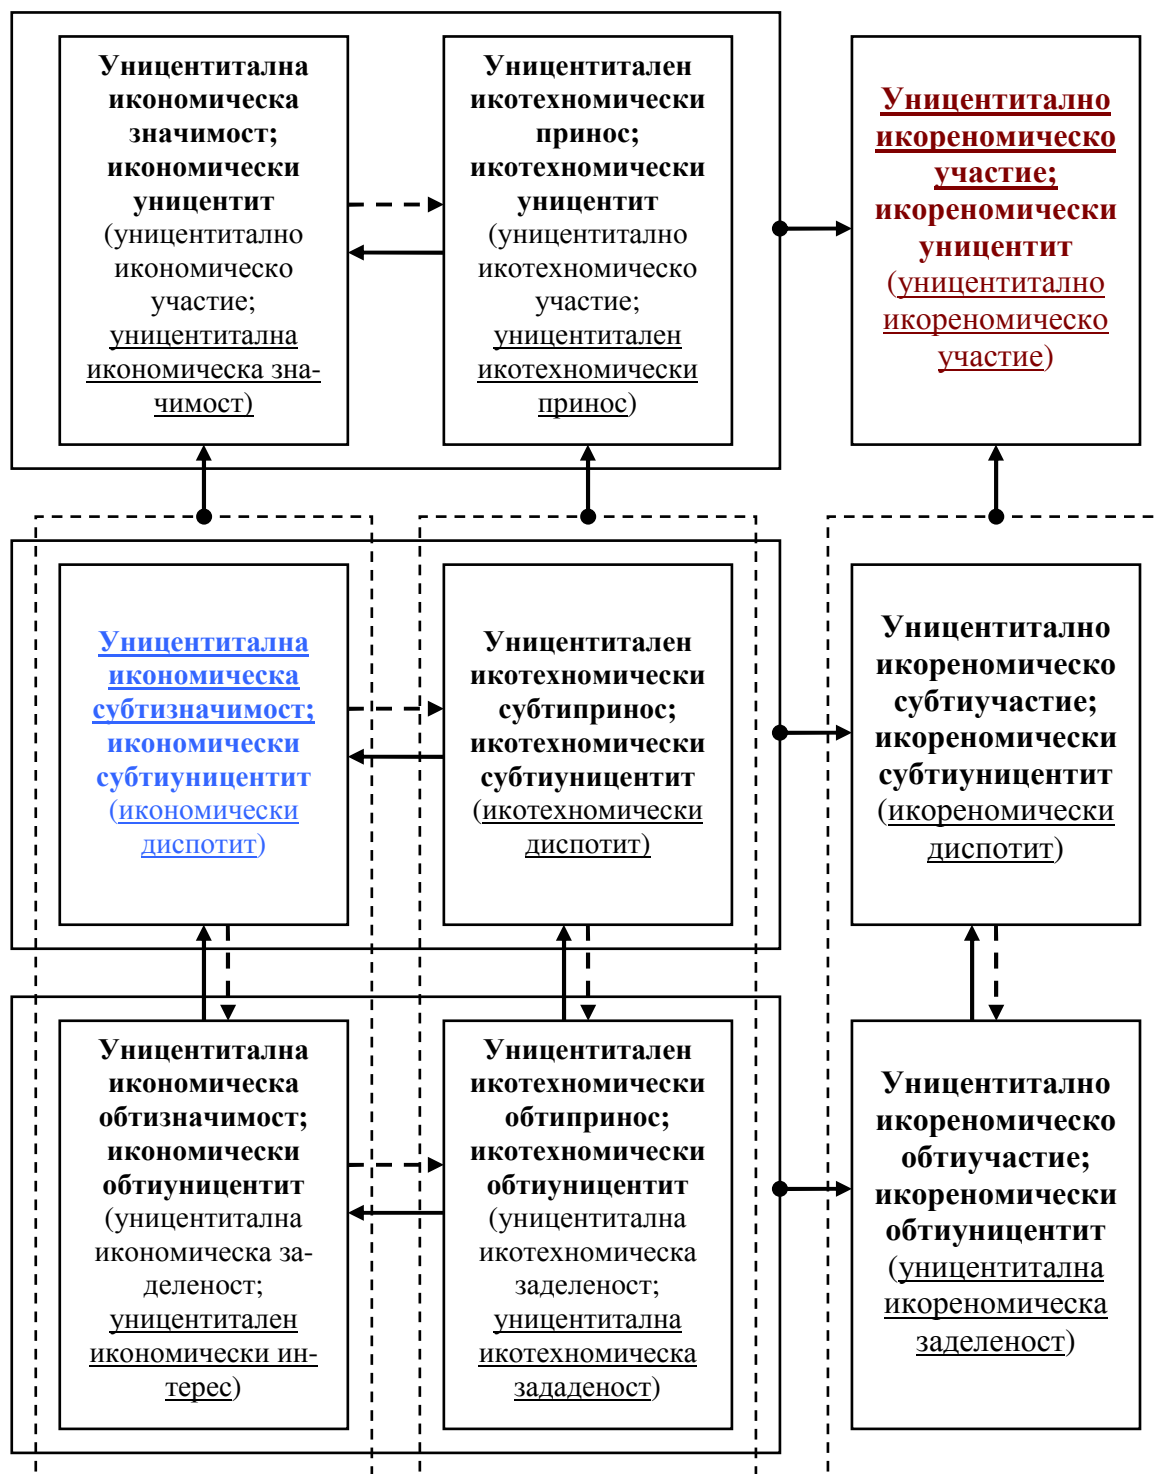 Уницентитална
икономическа
значимост;
икономически
уницентит
(уницентитално
икономическо
участие;
уницентитална
икономическа зна-
чимост)
Уницентитален
икотехномически
принос;
икотехномически
уницентит
(уницентитално
икотехномическо
участие;
уницентитален
икотехномически
принос)
Уницентитално
икореномическо
участие;
икореномически
уницентит
(уницентитално
икореномическо
участие)
Уницентитална
икономическа
субтизначимост;
икономически
субтиуницентит
(икономически
диспотит)
Уницентитален
икотехномически
субтипринос;
икотехномически
субтиуницентит
(икотехномически
диспотит)
Уницентитално
икореномическо
субтиучастие;
икореномически
субтиуницентит
(икореномически
диспотит)
Уницентитална
икономическа
обтизначимост;
икономически
обтиуницентит
(уницентитална
икономическа за-
деленост;
уницентитален
икономически ин-
терес)
Уницентитален
икотехномически
обтипринос;
икотехномически
обтиуницентит
(уницентитална
икотехномическа
заделеност;
уницентитална
икотехномическа
зададеност)
Уницентитално
икореномическо
обтиучастие;
икореномически
обтиуницентит
(уницентитална
икореномическа
заделеност)